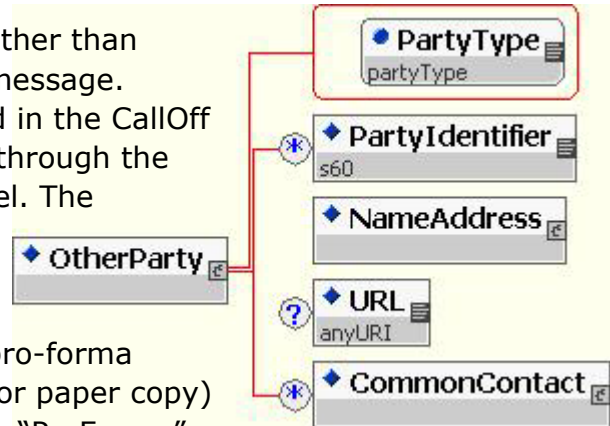 ther than
message.
d in the CallOff
through the
el. The
pro-forma
or paper copy)
PartyType
partyType
PartyIdentifier
s60
NameAddress
OtherParty
URL
anyURI
CommonContact